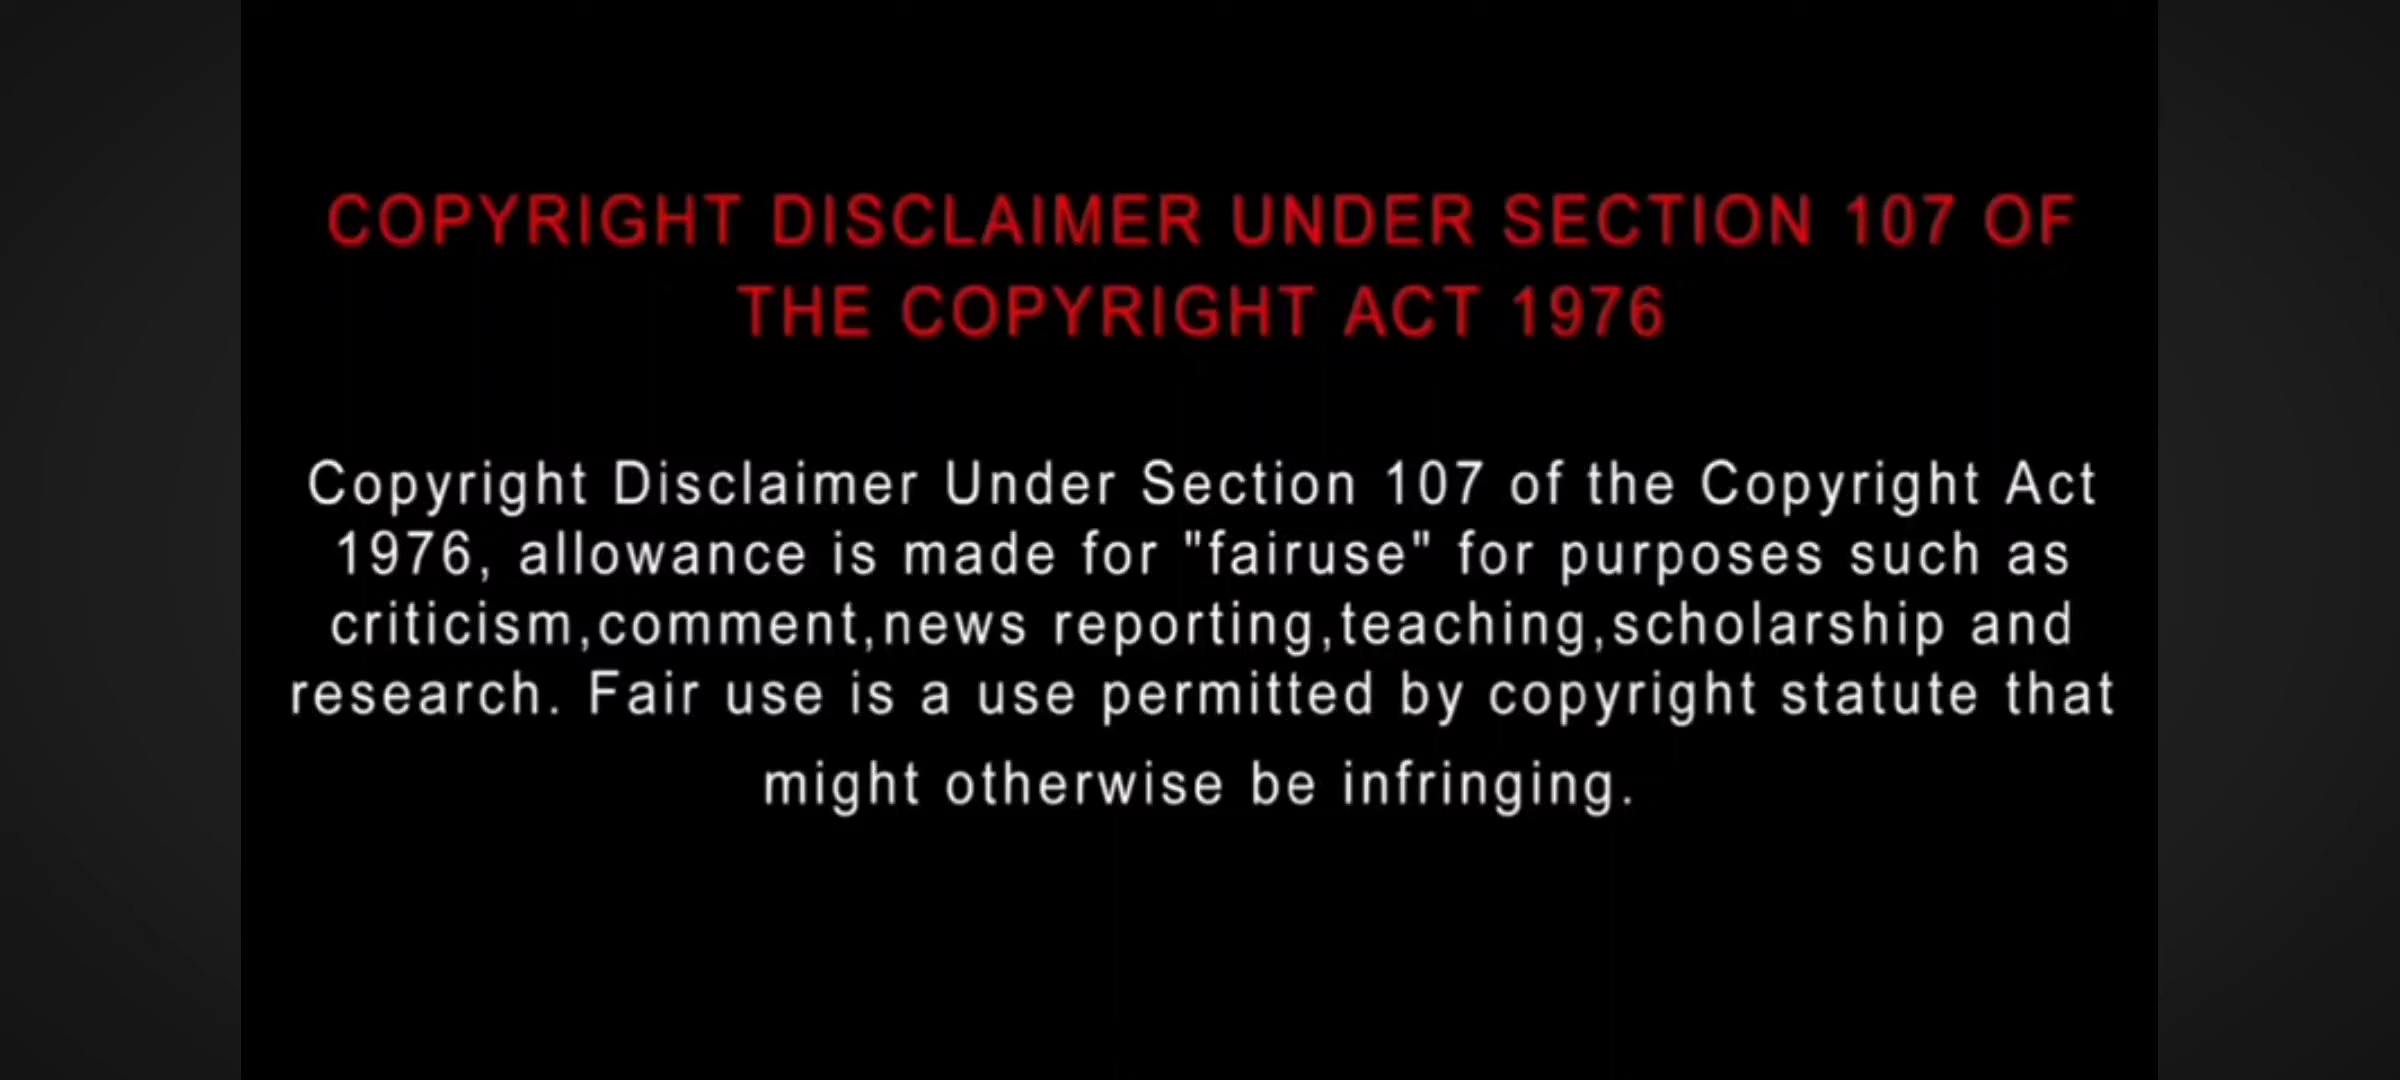 COPYRIGHT DISCLAIMER UNDER SECTION 107 OF
THE COPYRIGHT ACT 1976
Copyright Disclaimer Under Section 107 of the Copyright Act
1976, allowance is made for "fairuse" for purposes such as
criticism,comment,news reporting,teaching,scholarship and
research. Fair use is a use permitted by copyright statute that
might otherwise be infringing.